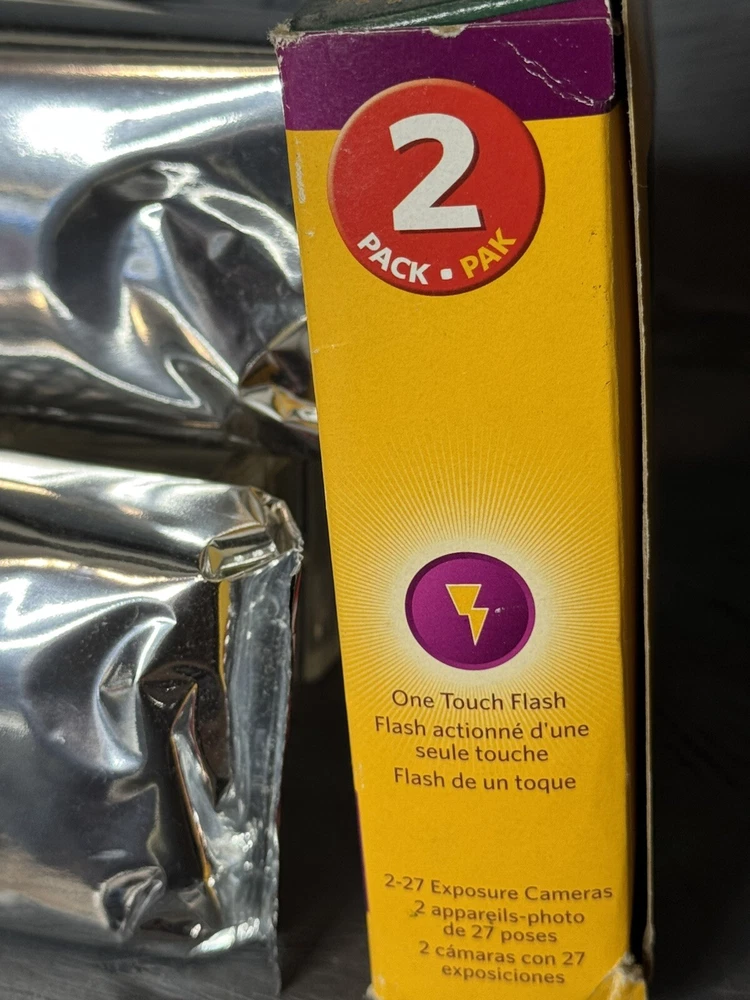 2
PACK • PAK
One Touch Flash
Flash actionné d'une
seule touche
Flash de un toque
2-27 Exposure Cameras
2 appareils-photo
de 27 poses
2 cámaras con 27
exposiciones